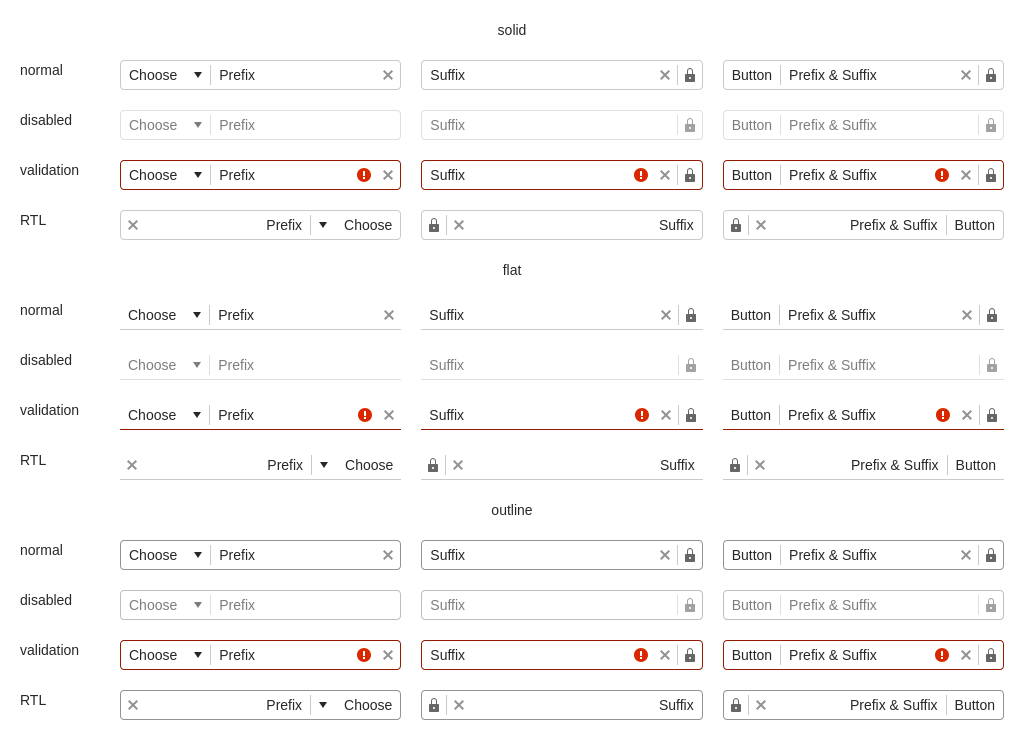 solid
normal Choose Prefix Suffix Button Prefix & Suffix
disabled Choose Prefix Suffix Button Prefix & Suffix
validation Choose Prefix Suffix Button Prefix & Suffix
RTL Prefix Choose Suffix Prefix & Suffix Button
flat
normal Choose Prefix Suffix Button Prefix & Suffix
disabled Choose Prefix Suffix Button Prefix & Suffix
validation Choose Prefix Suffix Button Prefix & Suffix
RTL Prefix Choose Suffix Prefix & Suffix Button
outline
normal Choose Prefix Suffix Button Prefix & Suffix
disabled Choose Prefix Suffix Button Prefix & Suffix
validation Choose Prefix Suffix Button Prefix & Suffix
RTL Prefix Choose Suffix Prefix & Suffix Button